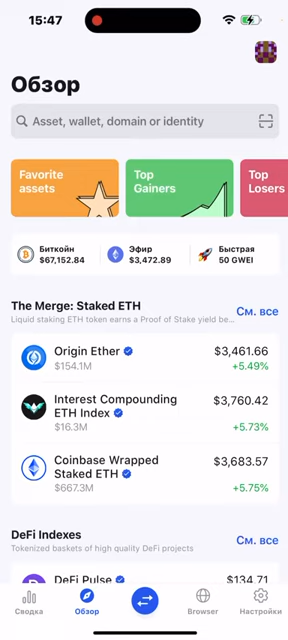 15:47
Обзор
Asset, wallet, domain or identity
Favorite
assets
Top
Gainers
Top
Losers
Биткойн
$67,152.84
Эфир
$3,472.89
Быстрая
50 GWEI
The Merge: Staked ETH
См. все
Liquid staking ETH token earns a Proof of Stake yield be...
Origin Ether
$3,461.66
$154.1M
+5.49%
Interest Compounding
ETH Index
$3,760.42
$16.3M
+5.73%
Coinbase Wrapped
Staked ETH
$3,683.57
$667.3M
+5.75%
DeFi Indexes
См. все
Tokenized baskets of high quality DeFi projects
DeFi Pulse
$134.71
Сводка
Обзор
Browser
Настройки